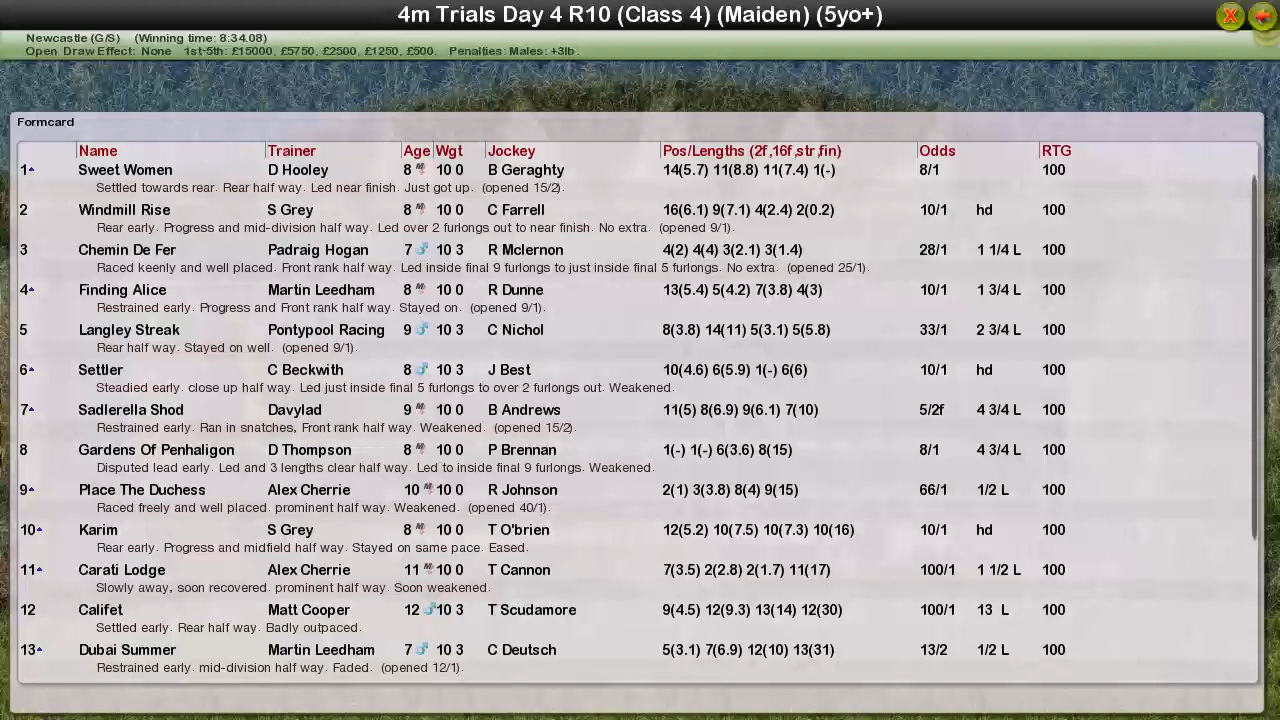 4m Trials Day 4 R10 (Class 4) (Maiden) (5yo+)
Newcastle (G/S) (Winning time: 8:34.08)
Open Draw Effect: None 1st-5th: £15000, £5750, £2500, £1250, £500, Penalties: Males: +3lb.
Formcard
Name Trainer Age Wgt Jockey Pos/Lengths (2f,16f,str,fin) Odds RTG
1 Sweet Women D Hooley 8 10 0 B Geraghty 14(5.7) 11(8.8) 11(7.4) 1(-) 8/1 100
Settled towards rear. Rear half way. Led near finish. Just got up. (opened 15/2).
2 Windmill Rise S Grey 8 10 0 C Farrell 16(6.1) 9(7.1) 4(2.4) 2(0.2) 10/1 hd 100
Rear early. Progress and mid-division half way. Led over 2 furlongs out to near finish. No extra. (opened 9/1).
3 Chemin De Fer Padraig Hogan 7 10 3 R Mclernon 4(2) 4(4) 3(2.1) 3(1.4) 28/1 1 1/4 L 100
Raced keenly and well placed. Front rank half way. Led inside final 9 furlongs to just inside final 5 furlongs. No extra. (opened 25/1).
4 Finding Alice Martin Leedham 8 10 0 R Dunne 13(5.4) 5(4.2) 7(3.8) 4(3) 10/1 1 3/4 L 100
Restrained early. Progress and Front rank half way. Stayed on. (opened 9/1).
5 Langley Streak Pontypool Racing 9 10 3 C Nichol 8(3.8) 14(11) 5(3.1) 5(5.8) 33/1 2 3/4 L 100
Rear half way. Stayed on well. (opened 9/1).
6 Settler C Beckwith 8 10 3 J Best 10(4.6) 6(5.9) 1(-) 6(6) 10/1 hd 100
Steadied early. close up half way. Led just inside final 5 furlongs to over 2 furlongs out. Weakened.
7 Sadlerella Shod Davylad 9 10 0 B Andrews 11(5) 8(6.9) 9(6.1) 7(10) 5/2f 4 3/4 L 100
Restrained early. Ran in snatches, Front rank half way. Weakened. (opened 15/2).
8 Gardens Of Penhaligon D Thompson 8 10 0 P Brennan 1(-) 1(-) 6(3.6) 8(15) 8/1 4 3/4 L 100
Disputed lead early. Led and 3 lengths clear half way. Led to inside final 9 furlongs. Weakened.
9 Place The Duchess Alex Cherrie 10 10 0 R Johnson 2(1) 3(3.8) 8(4) 9(15) 66/1 1/2 L 100
Raced freely and well placed. prominent half way. Weakened. (opened 40/1).
10 Karim S Grey 8 10 0 T O'brien 12(5.2) 10(7.5) 10(7.3) 10(16) 10/1 hd 100
Rear early. Progress and midfield half way. Stayed on same pace. Eased.
11 Carati Lodge Alex Cherrie 11 10 0 T Cannon 7(3.5) 2(2.8) 2(1.7) 11(17) 100/1 1 1/2 L 100
Slowly away, soon recovered. prominent half way. Soon weakened.
12 Califet Matt Cooper 12 10 3 T Scudamore 9(4.5) 12(9.3) 13(14) 12(30) 100/1 13 L 100
Settled early. Rear half way. Badly outpaced.
13 Dubai Summer Martin Leedham 7 10 3 C Deutsch 5(3.1) 7(6.9) 12(10) 13(31) 13/2 1/2 L 100
Restrained early. mid-division half way. Faded. (opened 12/1).